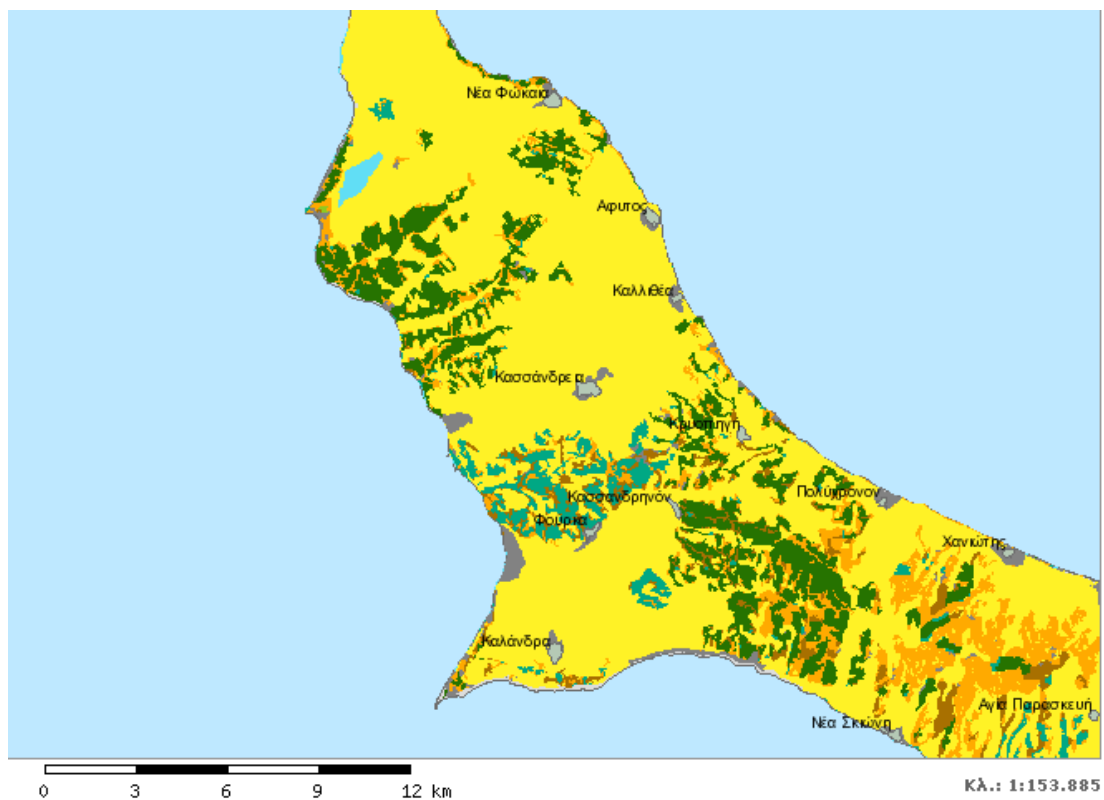 Νέα Φώκαια
Αφυτος
Καλλιθέα
Κασσάνδρεια
Κρυοπηγή
Κασσανδρηνόν
Πολύχρονον
Φούρκα
Χανιώτης
Καλάνδρα
Αγία Παρασκευή
Νέα Σκιώνη
0 3 6 9 12 km
Κλ.: 1:153.885